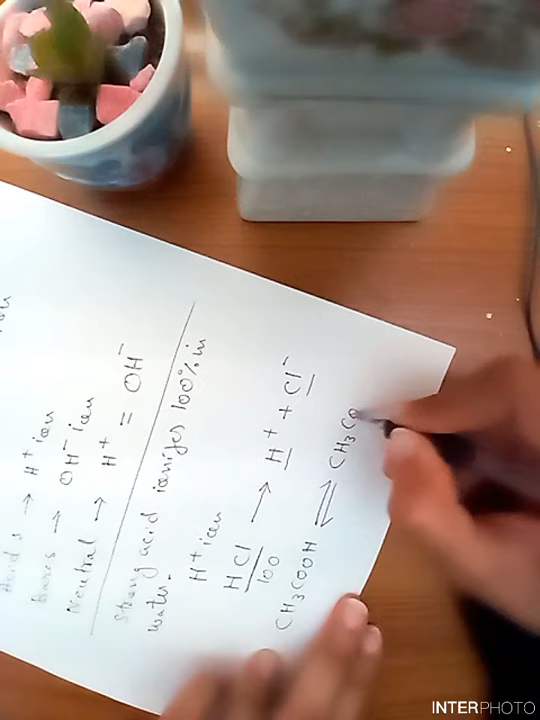 Acids → H+ ion
Bases → OH− ion
Neutral → H+ = OH−
Strong acid ionizes 100% in
water.
H+ ion
HCl → H+ + Cl−
100
CH3COOH ⇌ CH3CO
INTERPHOTO